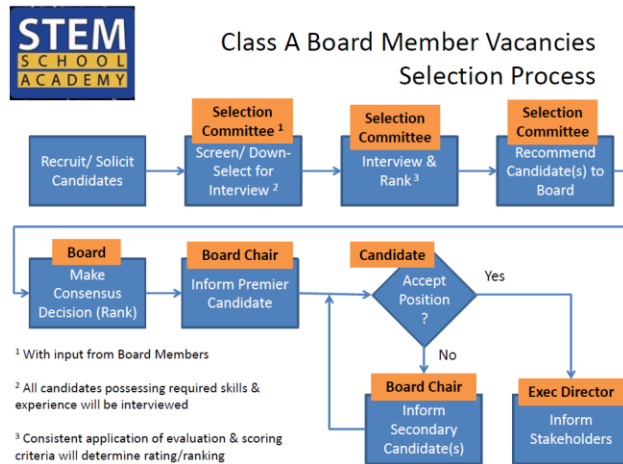 STEM
SCHOOL
ACADEMY
Class A Board Member Vacancies
Selection Process
Selection
Committee ¹
Selection
Committee
Selection
Committee
Recruit/ Solicit
Candidates
Screen/ Down-
Select for
Interview ²
Interview &
Rank ³
Recommend
Candidate(s) to
Board
Board
Board Chair
Candidate
Make
Consensus
Decision (Rank)
Inform Premier
Candidate
Accept
Position
?
Yes
No
Board Chair
Exec Director
Inform
Secondary
Candidate(s)
Inform
Stakeholders
¹ With input from Board Members
² All candidates possessing required skills &
experience will be interviewed
³ Consistent application of evaluation & scoring
criteria will determine rating/ranking